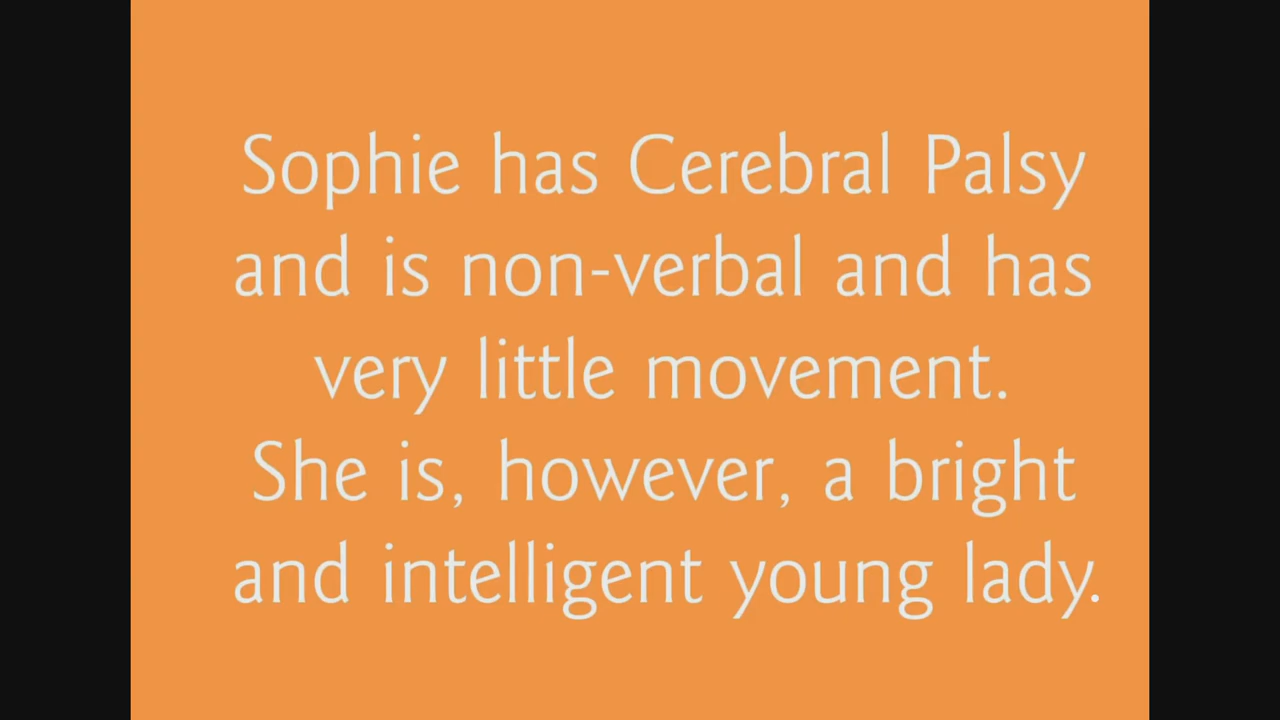 Sophie has Cerebral Palsy
and is non-verbal and has
very little movement.
She is, however, a bright
and intelligent young lady.